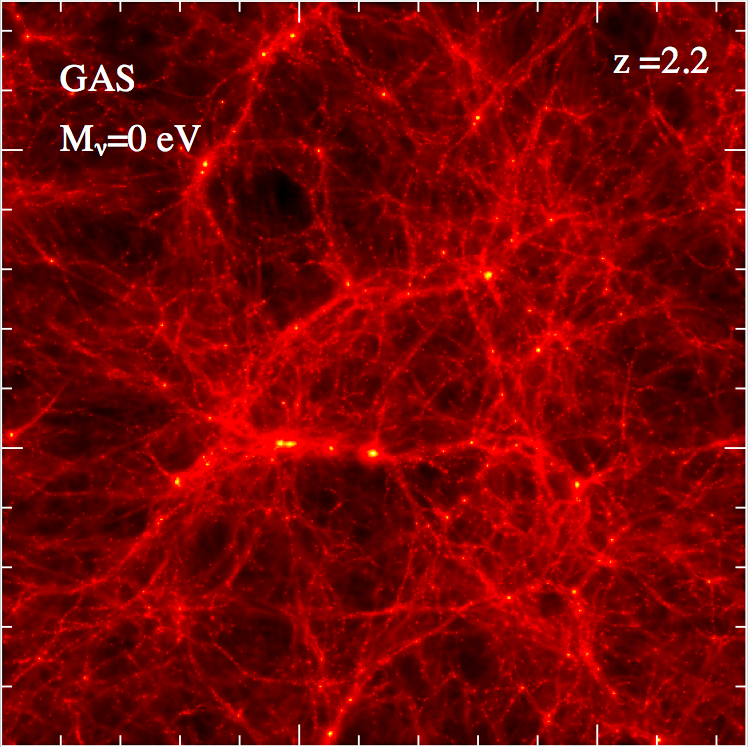 GAS
z =2.2
Mν=0 eV